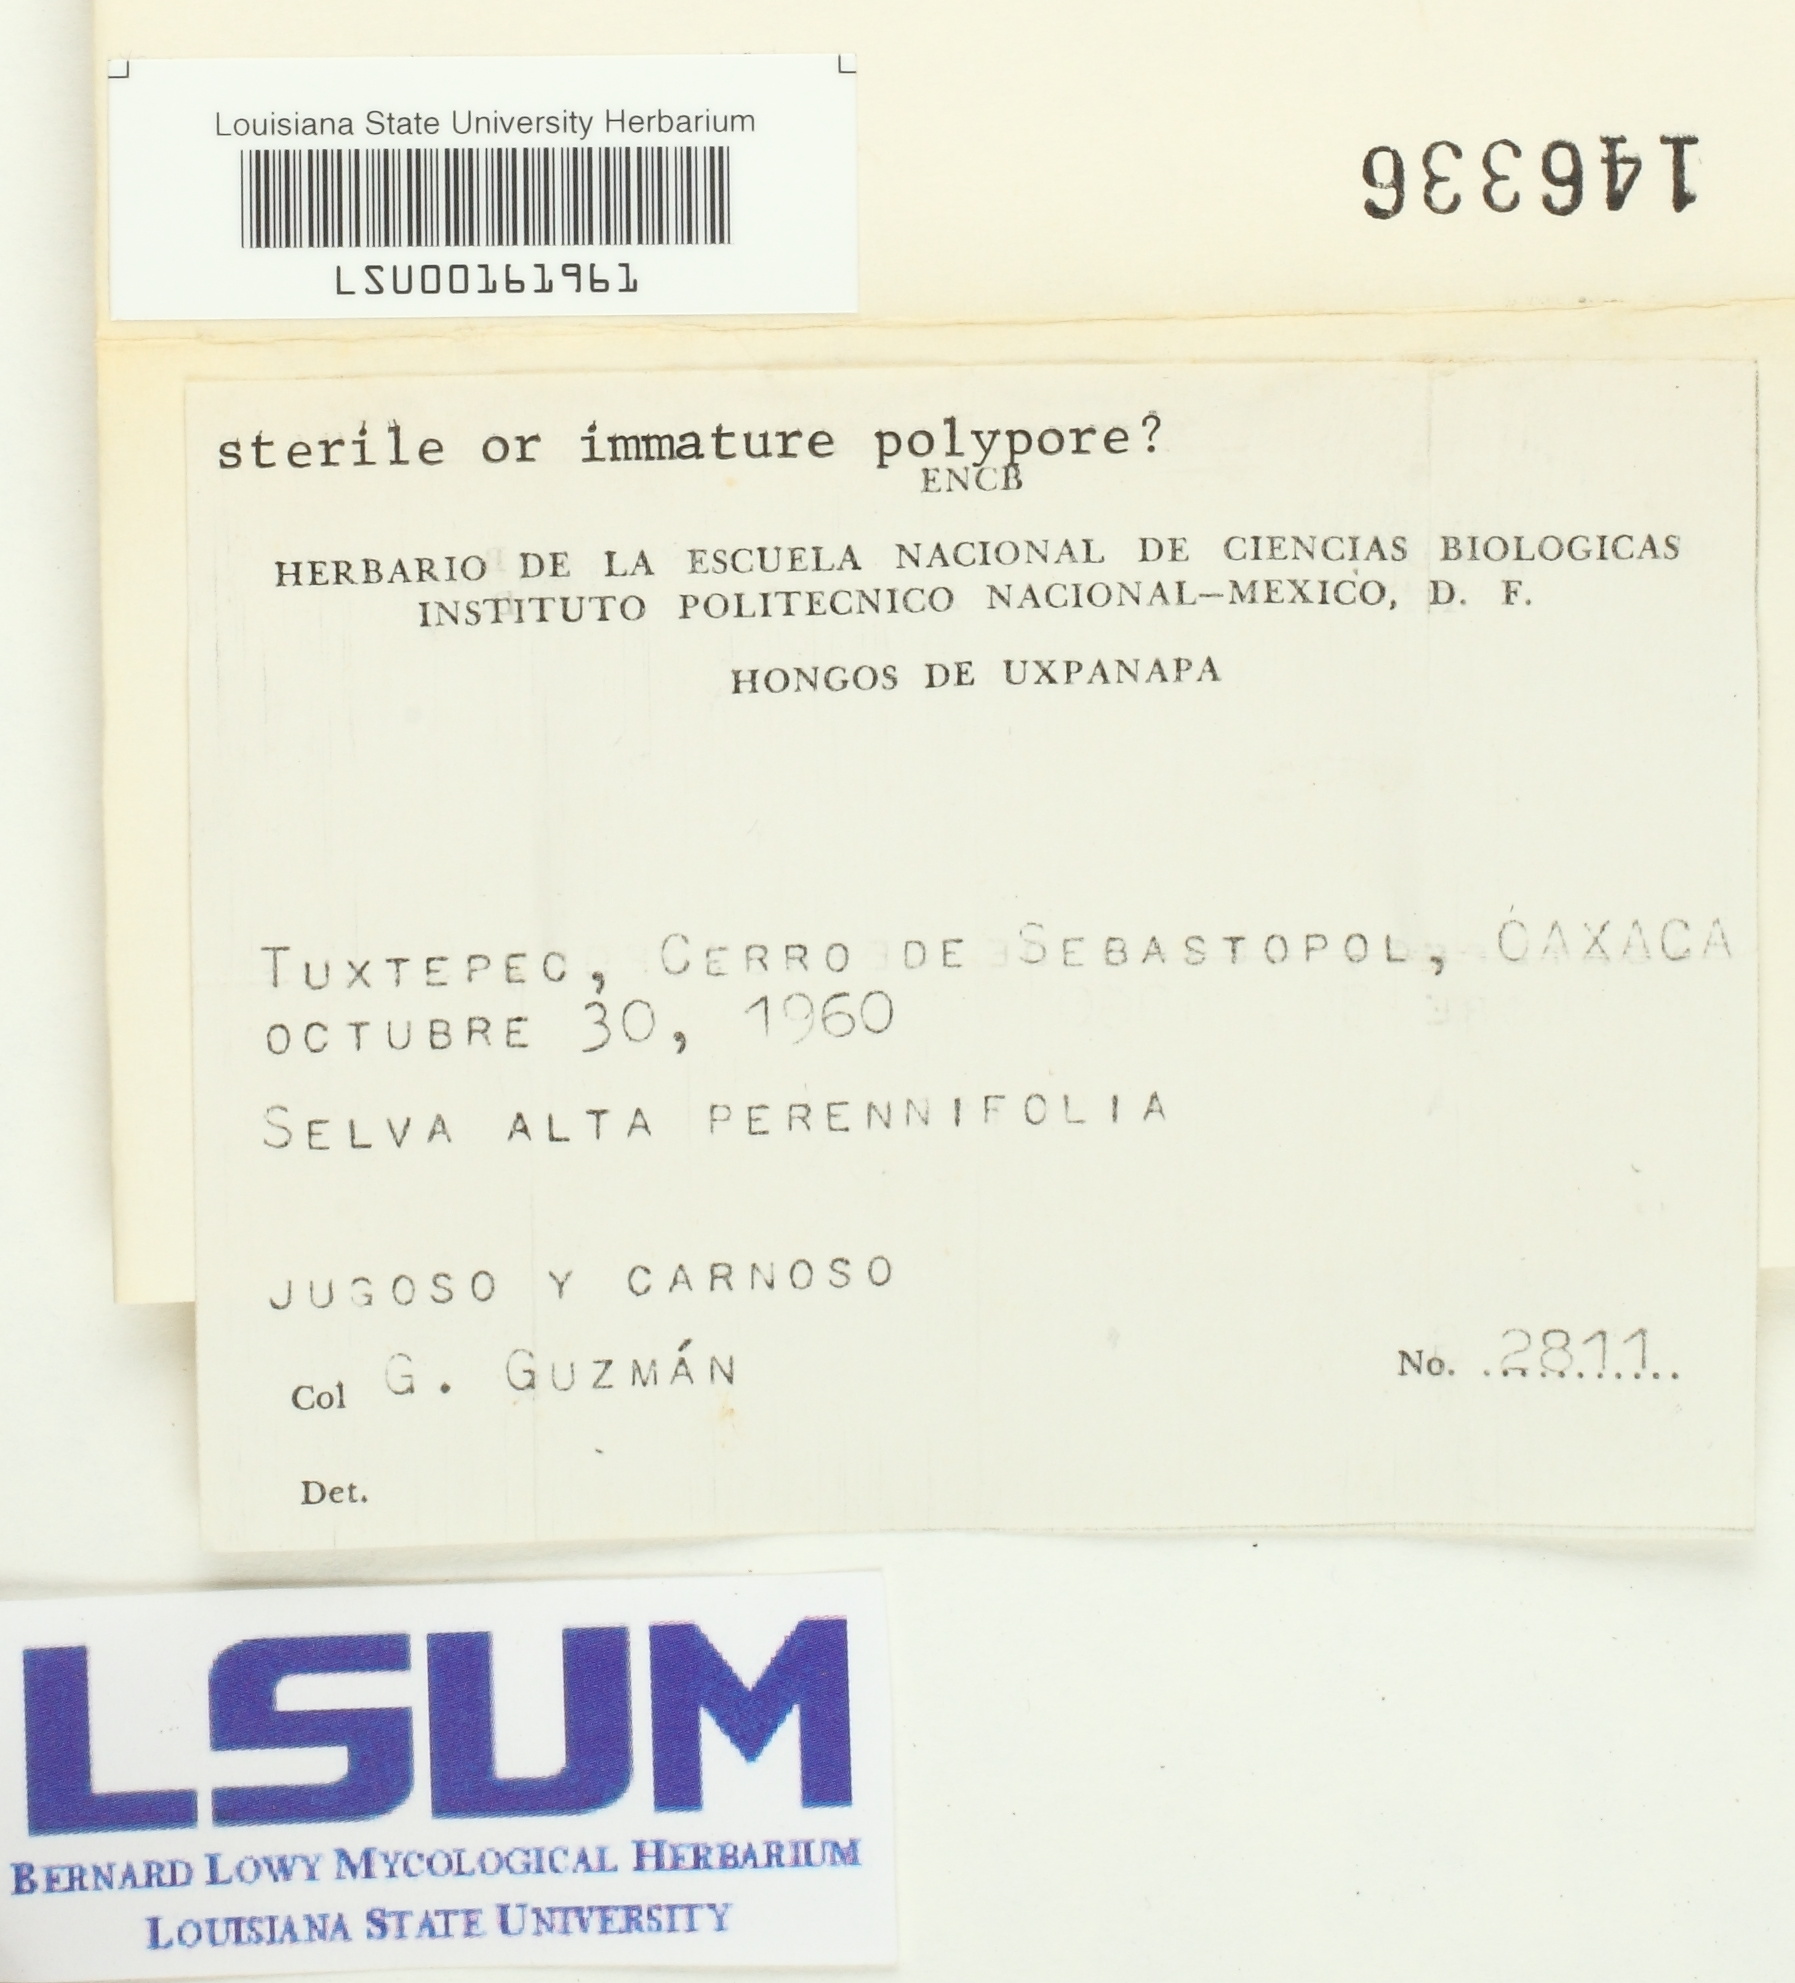 Louisiana State University Herbarium
LSU00161961
146336
sterile or immature polypore?
ENCB
HERBARIO DE LA ESCUELA NACIONAL DE CIENCIAS BIOLOGICAS
INSTITUTO POLITECNICO NACIONAL—MEXICO, D. F.
HONGOS DE UXPANAPA
TUXTEPEC, CERRO DE SEBASTOPOL, OAXACA
OCTUBRE 30, 1960
SELVA ALTA PERENNIFOLIA
JUGOSO Y CARNOSO
Col G. GUZMÁN
No. 2811
Det.
LSUM
BERNARD LOWY MYCOLOGICAL HERBARIUM
LOUISIANA STATE UNIVERSITY